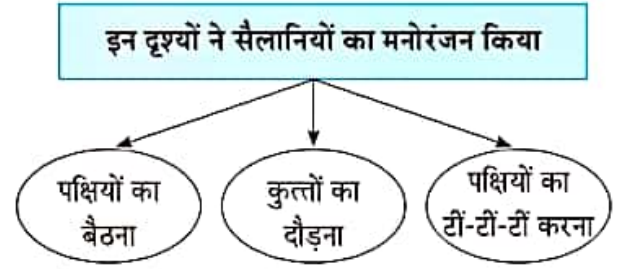 इन दृश्यों ने सैलानियों का मनोरंजन किया
पक्षियों का
बैठना
कुत्तों का
दौड़ना
पक्षियों का
टीं-टीं-टीं करना